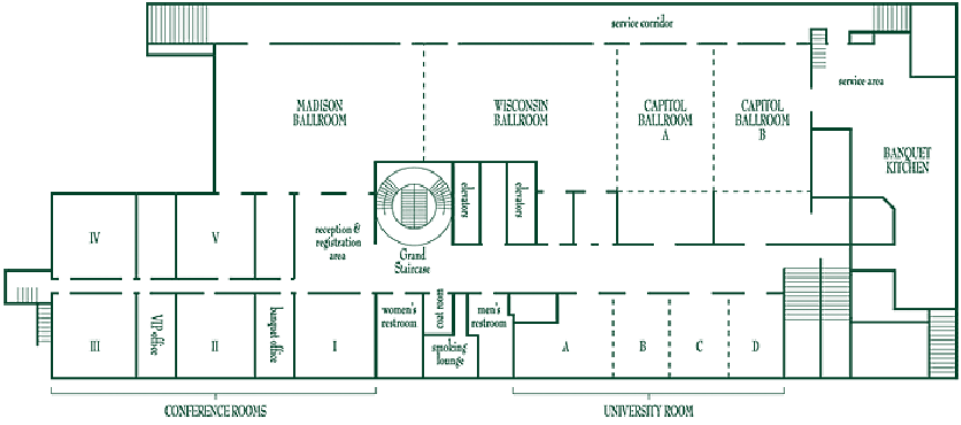 service corridor
service area
MADISON
BALLROOM
WISCONSIN
BALLROOM
CAPITOL
BALLROOM
A
CAPITOL
BALLROOM
B
BANQUET
KITCHEN
elevators
elevators
IV
V
reception &
registration
area
Grand
Staircase
III
VIP office
II
banquet office
I
women's
restroom
coat room
men's
restroom
smoking
lounge
A
B
C
D
CONFERENCE ROOMS
UNIVERSITY ROOM